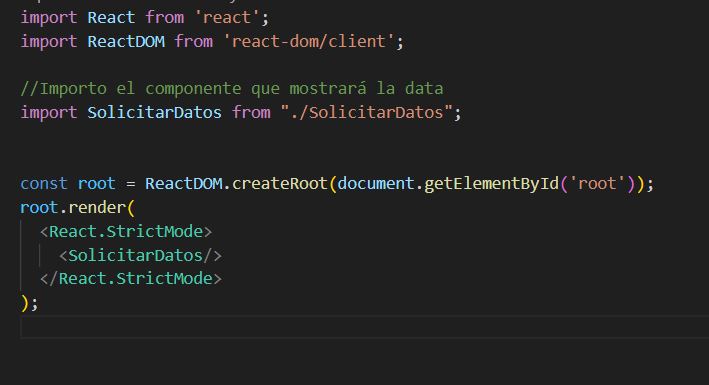 import React from 'react';
import ReactDOM from 'react-dom/client';
//Importo el componente que mostrará la data
import SolicitarDatos from "./SolicitarDatos";
const root = ReactDOM.createRoot(document.getElementById('root'));
root.render(
<React.StrictMode>
<SolicitarDatos/>
</React.StrictMode>
);